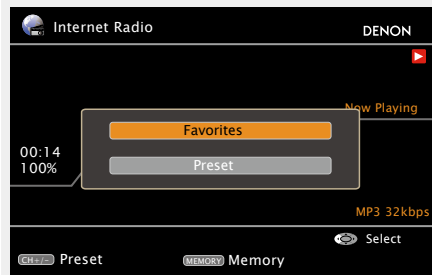 Internet Radio
DENON
Now Playing
Favorites
Preset
00:14
100%
MP3 32kbps
Select
CH+/- Preset
MEMORY Memory